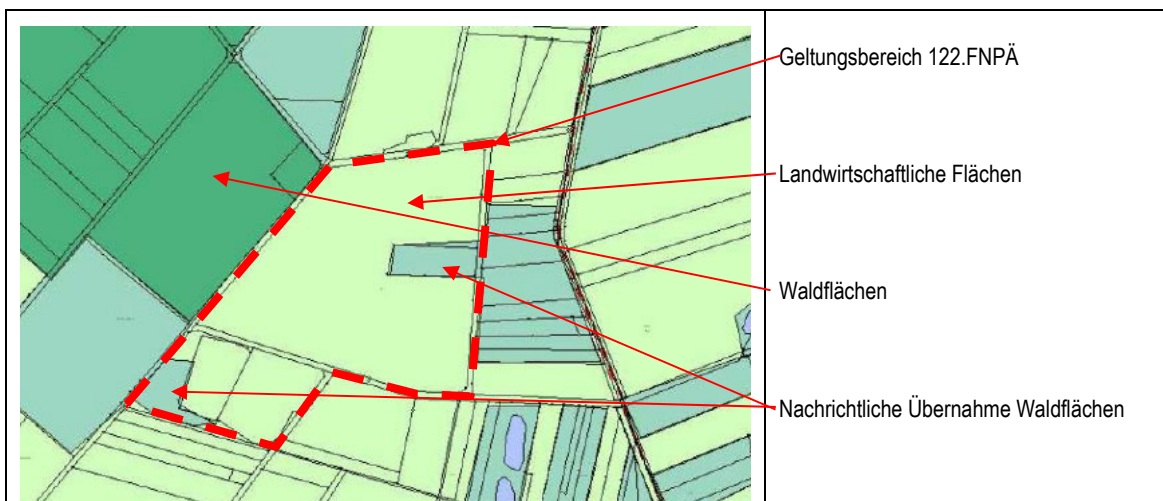 Geltungsbereich 122.FNPÄ
Landwirtschaftliche Flächen
Waldflächen
Nachrichtliche Übernahme Waldflächen